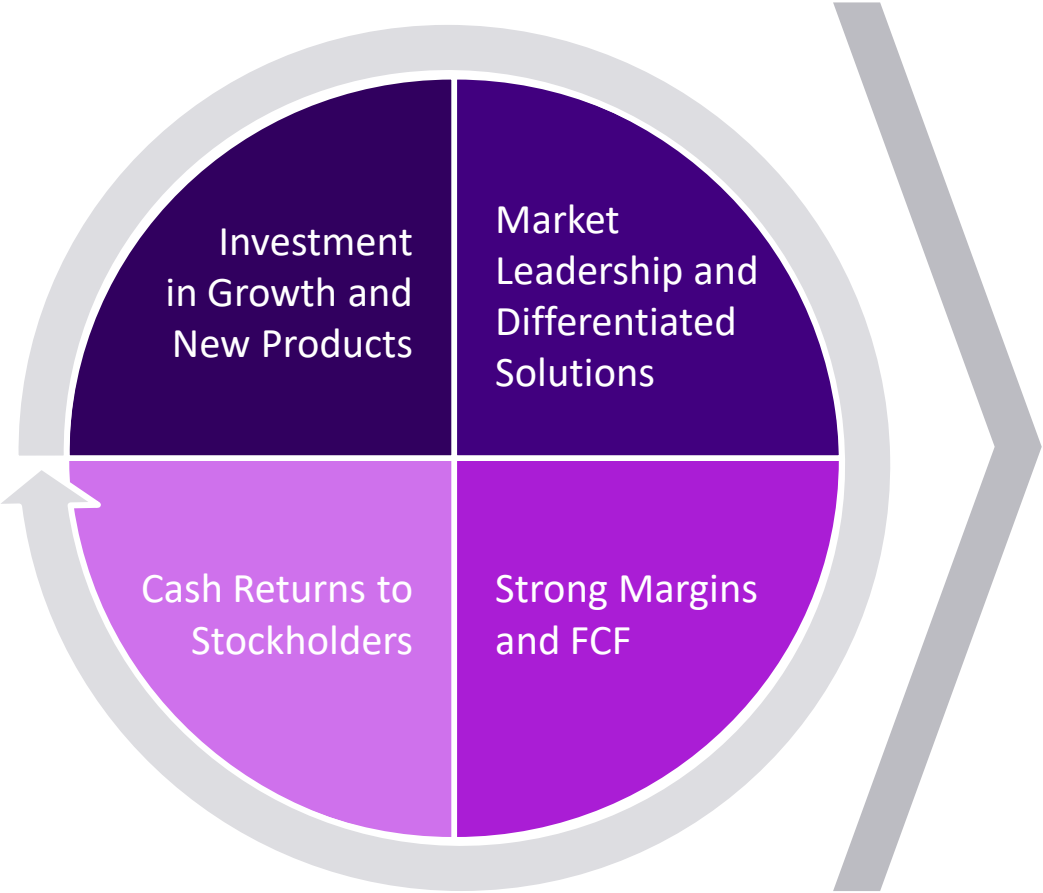 Investment
in Growth and
New Products
Market
Leadership and
Differentiated
Solutions
Cash Returns to
Stockholders
Strong Margins
and FCF